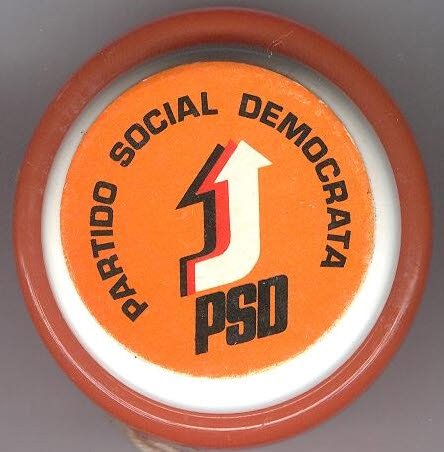 PARTIDO SOCIAL DEMOCRATA
PSD